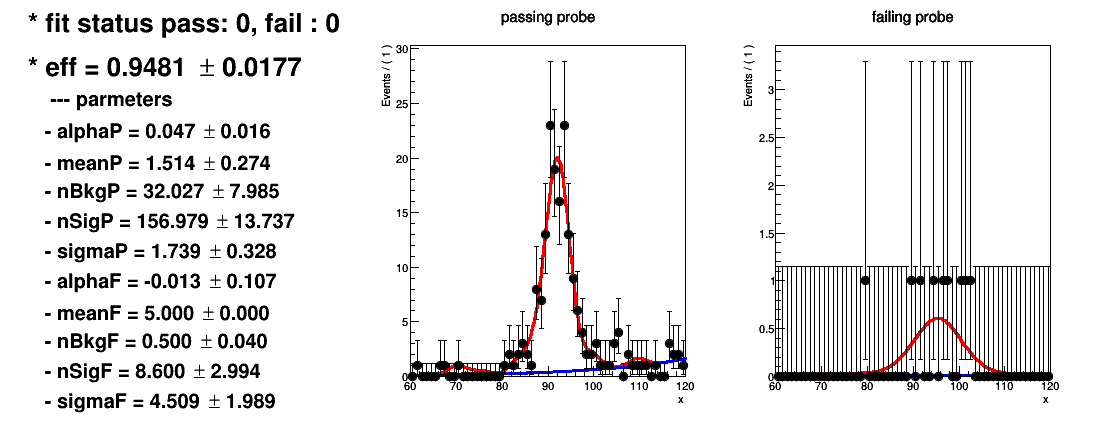 * fit status pass: 0, fail : 0
* eff = 0.9481 ± 0.0177
--- parmeters
- alphaP = 0.047 ± 0.016
- meanP = 1.514 ± 0.274
- nBkgP = 32.027 ± 7.985
- nSigP = 156.979 ± 13.737
- sigmaP = 1.739 ± 0.328
- alphaF = -0.013 ± 0.107
- meanF = 5.000 ± 0.000
- nBkgF = 0.500 ± 0.040
- nSigF = 8.600 ± 2.994
- sigmaF = 4.509 ± 1.989
passing probe
Events / ( 1 )
30
25
20
15
10
5
0
60 70 80 90 100 110 120
x
failing probe
Events / ( 1 )
3
2.5
2
1.5
1
0.5
0
60 70 80 90 100 110 120
x